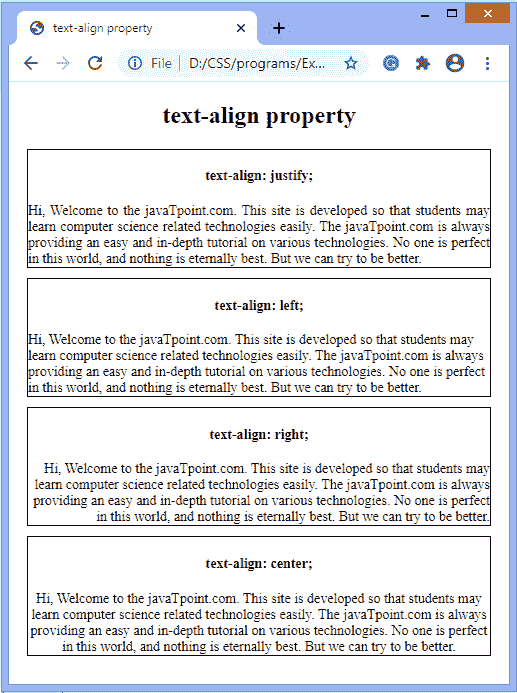 text-align property
File
D:/CSS/programs/Ex...
text-align property
text-align: justify;
Hi, Welcome to the javaTpoint.com. This site is developed so that students may
learn computer science related technologies easily. The javaTpoint.com is always
providing an easy and in-depth tutorial on various technologies. No one is perfect
in this world, and nothing is eternally best. But we can try to be better.
text-align: left;
Hi, Welcome to the javaTpoint.com. This site is developed so that students may
learn computer science related technologies easily. The javaTpoint.com is always
providing an easy and in-depth tutorial on various technologies. No one is perfect
in this world, and nothing is eternally best. But we can try to be better.
text-align: right;
Hi, Welcome to the javaTpoint.com. This site is developed so that students may
learn computer science related technologies easily. The javaTpoint.com is always
providing an easy and in-depth tutorial on various technologies. No one is perfect
in this world, and nothing is eternally best. But we can try to be better.
text-align: center;
Hi, Welcome to the javaTpoint.com. This site is developed so that students may
learn computer science related technologies easily. The javaTpoint.com is always
providing an easy and in-depth tutorial on various technologies. No one is perfect
in this world, and nothing is eternally best. But we can try to be better.